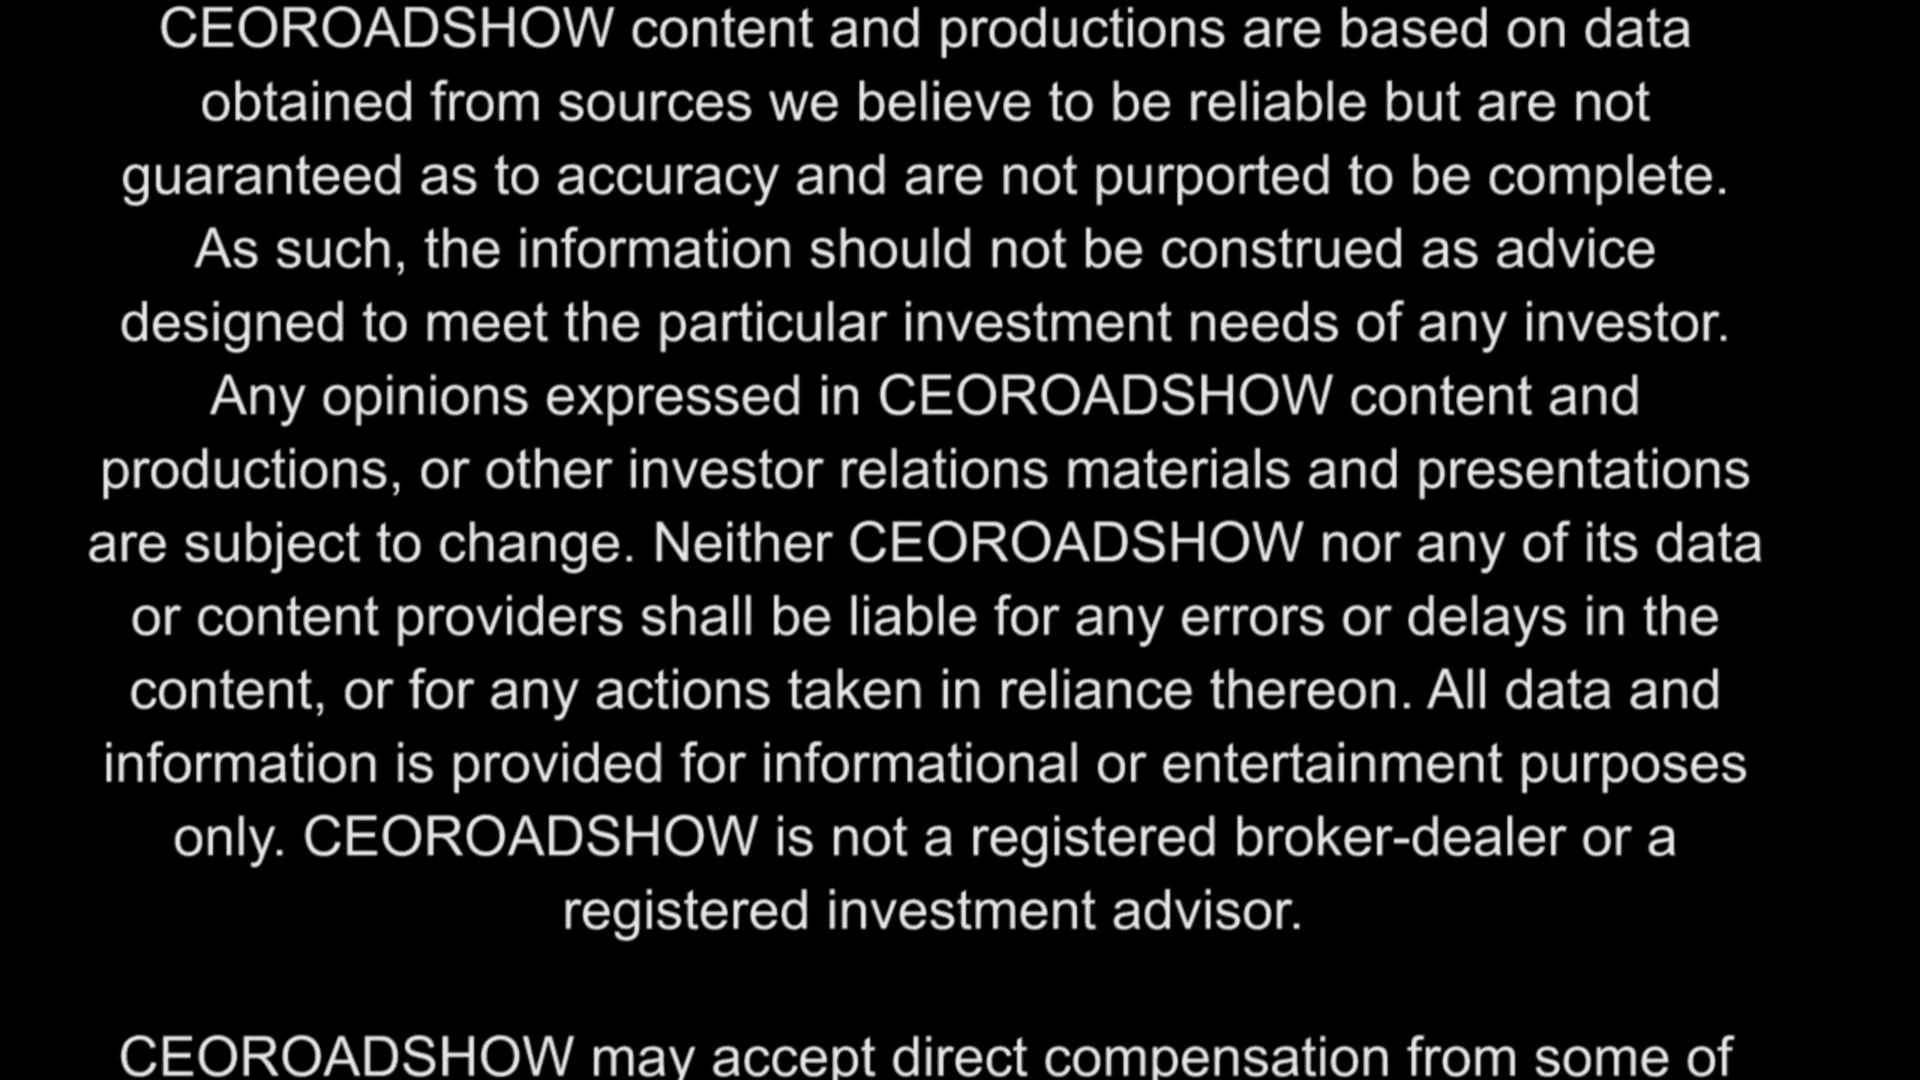 CEOROADSHOW content and productions are based on data
obtained from sources we believe to be reliable but are not
guaranteed as to accuracy and are not purported to be complete.
As such, the information should not be construed as advice
designed to meet the particular investment needs of any investor.
Any opinions expressed in CEOROADSHOW content and
productions, or other investor relations materials and presentations
are subject to change. Neither CEOROADSHOW nor any of its data
or content providers shall be liable for any errors or delays in the
content, or for any actions taken in reliance thereon. All data and
information is provided for informational or entertainment purposes
only. CEOROADSHOW is not a registered broker-dealer or a
registered investment advisor.
CEOROADSHOW may accept direct compensation from some of